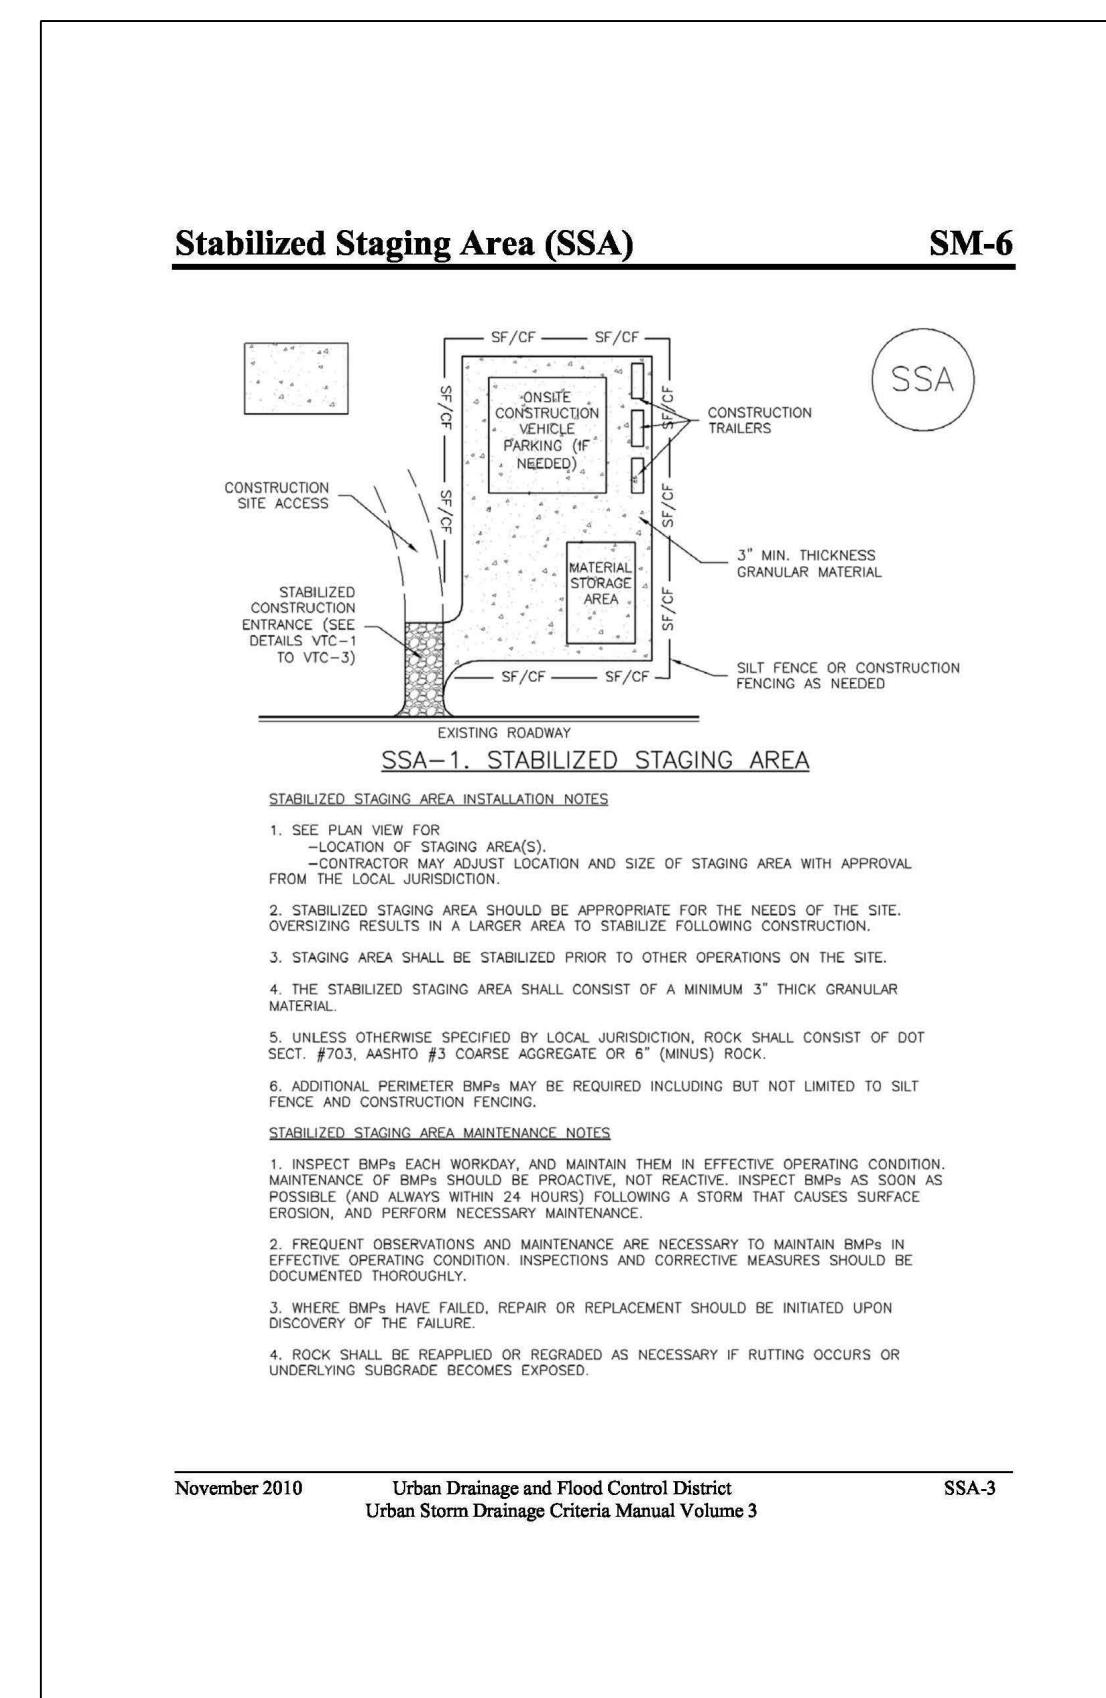 Stabilized Staging Area (SSA) SM-6
SF/CF SF/CF
SSA
ONSITE
CONSTRUCTION
VEHICLE
PARKING (IF
NEEDED)
SF/CF
SF/CF
SF/CF
SF/CF
SF/CF
CONSTRUCTION
TRAILERS
CONSTRUCTION
SITE ACCESS
3" MIN. THICKNESS
GRANULAR MATERIAL
MATERIAL
STORAGE
AREA
STABILIZED
CONSTRUCTION
ENTRANCE (SEE
DETAILS VTC-1
TO VTC-3)
SILT FENCE OR CONSTRUCTION
FENCING AS NEEDED
SF/CF SF/CF
EXISTING ROADWAY
SSA-1. STABILIZED STAGING AREA
STABILIZED STAGING AREA INSTALLATION NOTES
1. SEE PLAN VIEW FOR
-LOCATION OF STAGING AREA(S).
-CONTRACTOR MAY ADJUST LOCATION AND SIZE OF STAGING AREA WITH APPROVAL
FROM THE LOCAL JURISDICTION.
2. STABILIZED STAGING AREA SHOULD BE APPROPRIATE FOR THE NEEDS OF THE SITE.
OVERSIZING RESULTS IN A LARGER AREA TO STABILIZE FOLLOWING CONSTRUCTION.
3. STAGING AREA SHALL BE STABILIZED PRIOR TO OTHER OPERATIONS ON THE SITE.
4. THE STABILIZED STAGING AREA SHALL CONSIST OF A MINIMUM 3" THICK GRANULAR
MATERIAL.
5. UNLESS OTHERWISE SPECIFIED BY LOCAL JURISDICTION, ROCK SHALL CONSIST OF DOT
SECT. #703, AASHTO #3 COARSE AGGREGATE OR 6" (MINUS) ROCK.
6. ADDITIONAL PERIMETER BMPs MAY BE REQUIRED INCLUDING BUT NOT LIMITED TO SILT
FENCE AND CONSTRUCTION FENCING.
STABILIZED STAGING AREA MAINTENANCE NOTES
1. INSPECT BMPs EACH WORKDAY, AND MAINTAIN THEM IN EFFECTIVE OPERATING CONDITION.
MAINTENANCE OF BMPs SHOULD BE PROACTIVE, NOT REACTIVE. INSPECT BMPs AS SOON AS
POSSIBLE (AND ALWAYS WITHIN 24 HOURS) FOLLOWING A STORM THAT CAUSES SURFACE
EROSION, AND PERFORM NECESSARY MAINTENANCE.
2. FREQUENT OBSERVATIONS AND MAINTENANCE ARE NECESSARY TO MAINTAIN BMPs IN
EFFECTIVE OPERATING CONDITION. INSPECTIONS AND CORRECTIVE MEASURES SHOULD BE
DOCUMENTED THOROUGHLY.
3. WHERE BMPs HAVE FAILED, REPAIR OR REPLACEMENT SHOULD BE INITIATED UPON
DISCOVERY OF THE FAILURE.
4. ROCK SHALL BE REAPPLIED OR REGRADED AS NECESSARY IF RUTTING OCCURS OR
UNDERLYING SUBGRADE BECOMES EXPOSED.
November 2010 Urban Drainage and Flood Control District SSA-3
Urban Storm Drainage Criteria Manual Volume 3